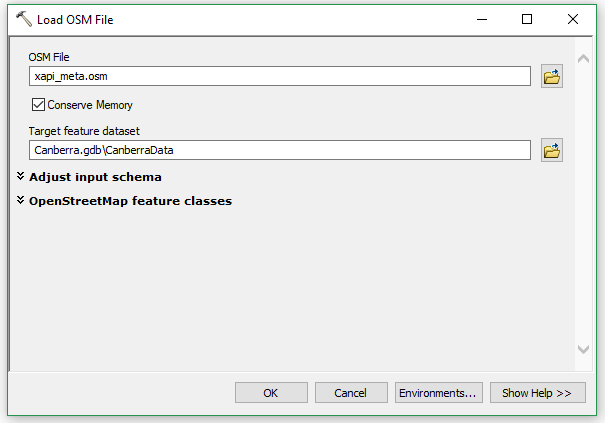 Load OSM File
OSM File
xapi_meta.osm
Conserve Memory
Target feature dataset
Canberra.gdb\CanberraData
Adjust input schema
OpenStreetMap feature classes
OK Cancel Environments... Show Help >>